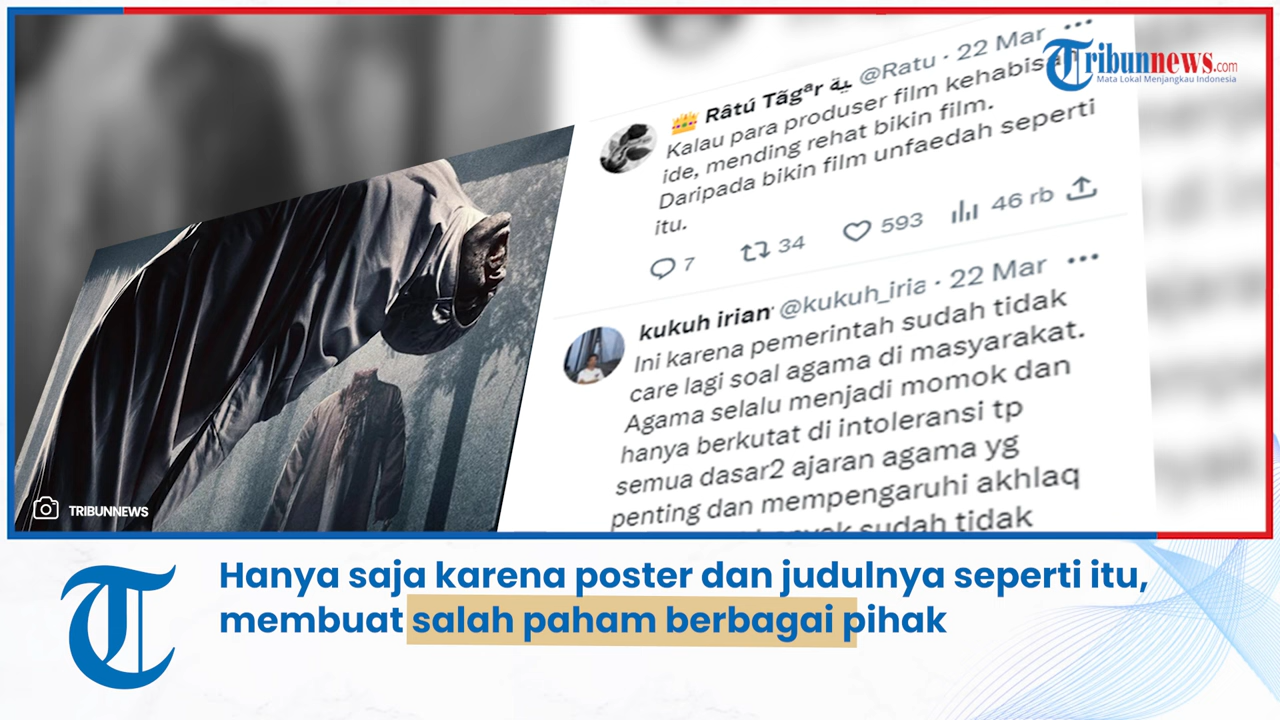 Tribunnews.com
Mata Lokal Menjangkau Indonesia
Râtú Tãgªr ـية @Ratu · 22 Mar
Kalau para produser film kehabisan
ide, mending rehat bikin film.
Daripada bikin film unfaedah seperti
itu.
7 34 593 46 rb
kukuh irian @kukuh_iria · 22 Mar
Ini karena pemerintah sudah tidak
care lagi soal agama di masyarakat.
Agama selalu menjadi momok dan
hanya berkutat di intoleransi tp
semua dasar2 ajaran agama yg
penting dan mempengaruhi akhlaq
sudah tidak
TRIBUNNEWS
Hanya saja karena poster dan judulnya seperti itu,
membuat salah paham berbagai pihak